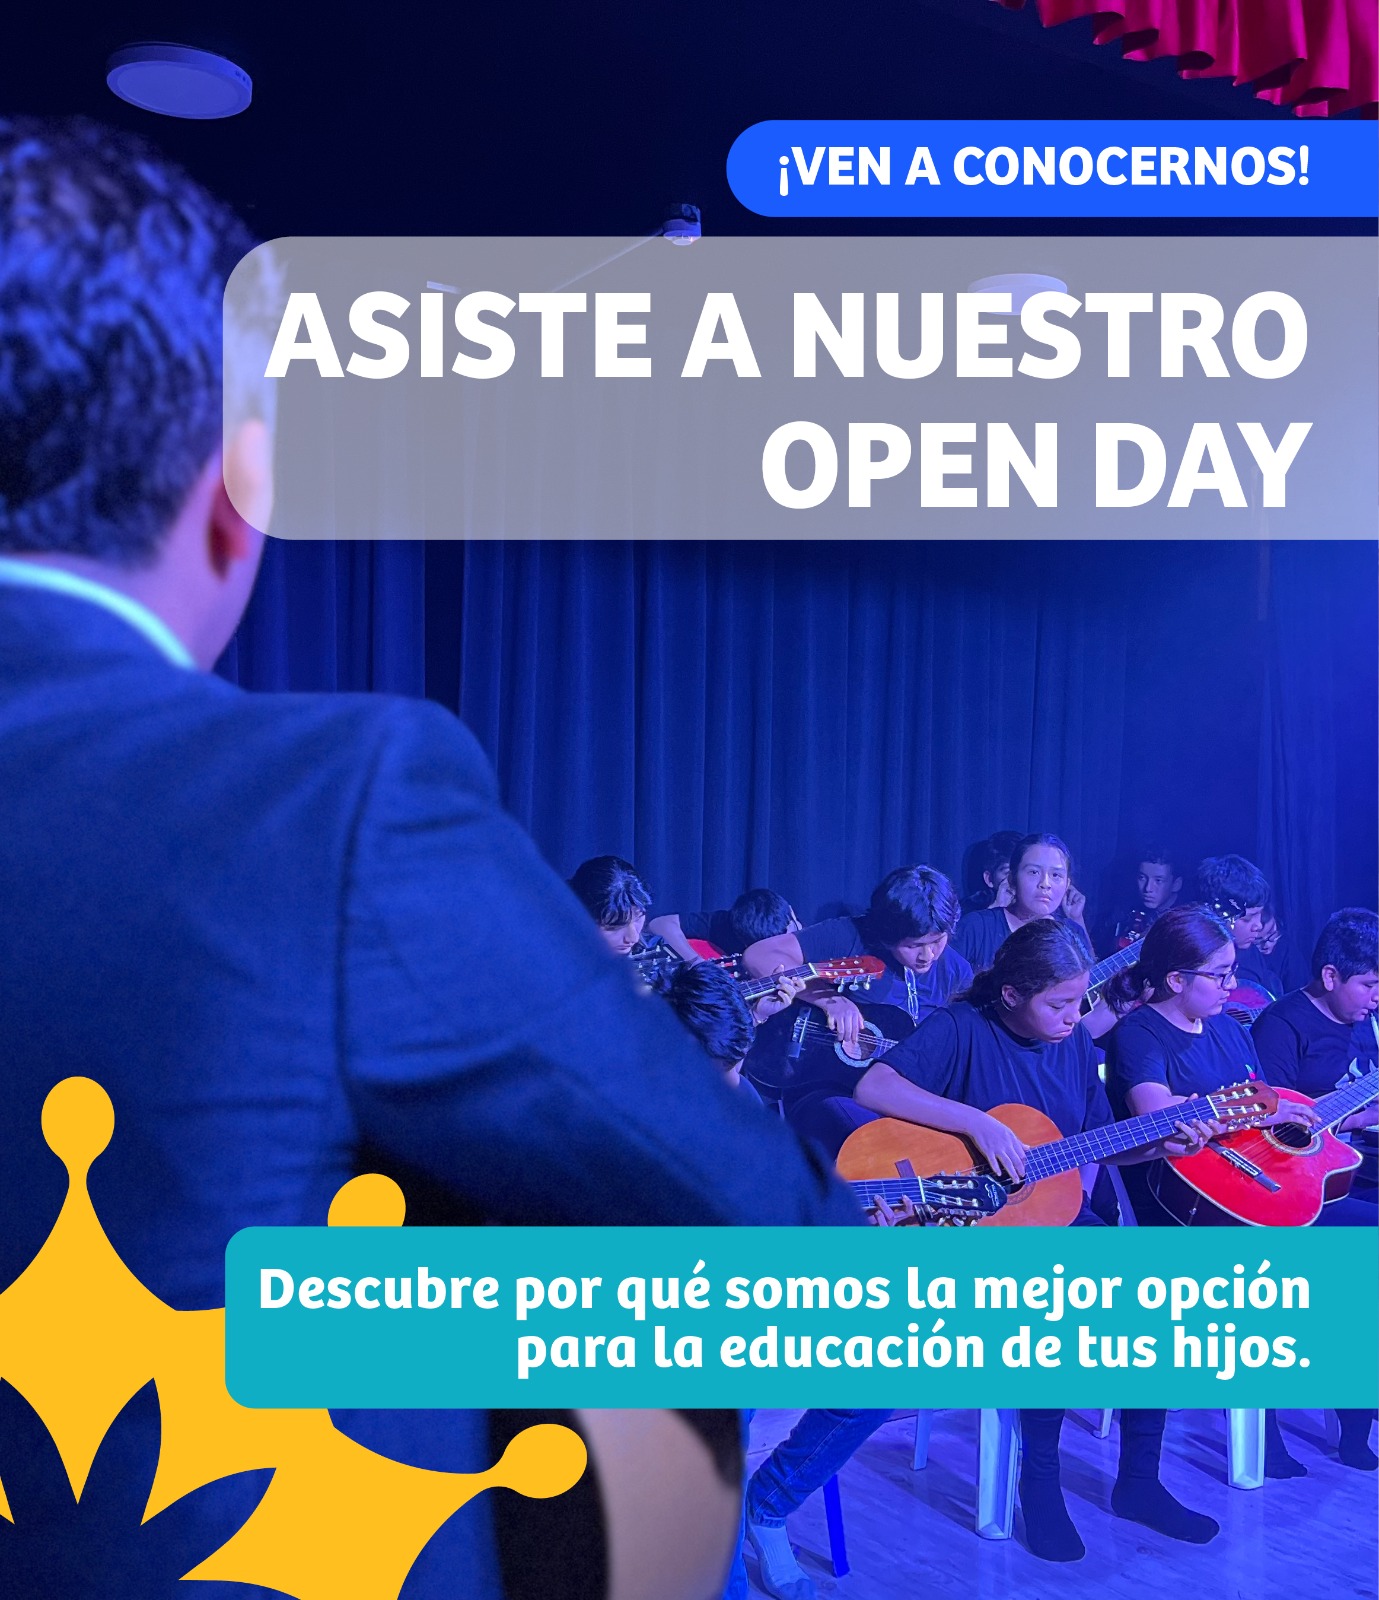 ¡VEN A CONOCERNOS!
ASISTE A NUESTRO
OPEN DAY
Descubre por qué somos la mejor opción
para la educación de tus hijos.